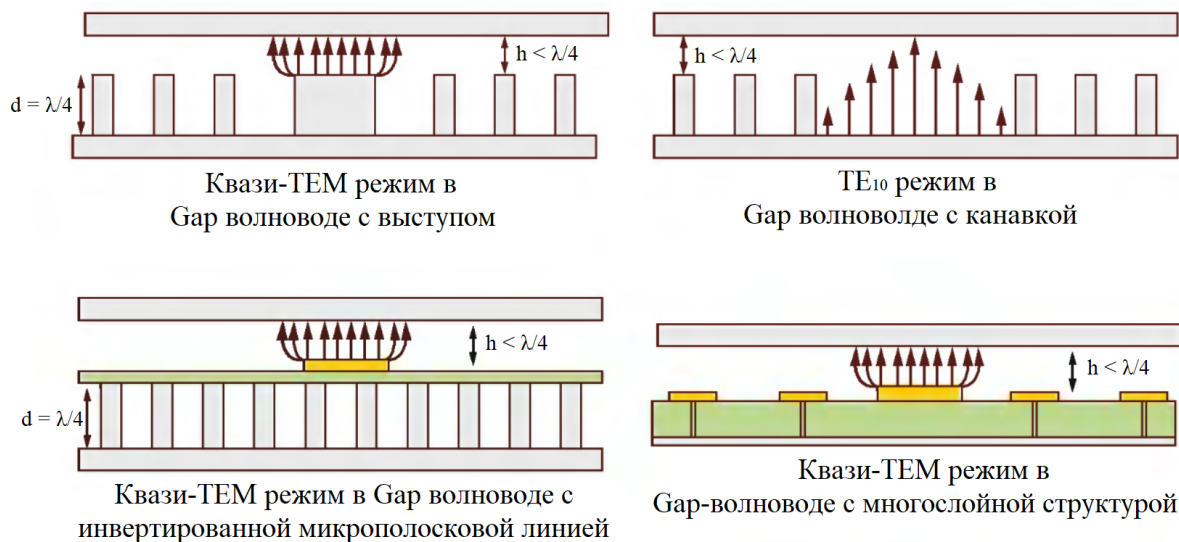 h < λ/4
d = λ/4
Квази-ТЕМ режим в
Gap волноводе с выступом
h < λ/4
TE₁₀ режим в
Gap волноволде с канавкой
h < λ/4
d = λ/4
Квази-ТЕМ режим в Gap волноводе с
инвертированной микрополосковой линией
h < λ/4
Квази-ТЕМ режим в
Gap-волноводе с многослойной структурой